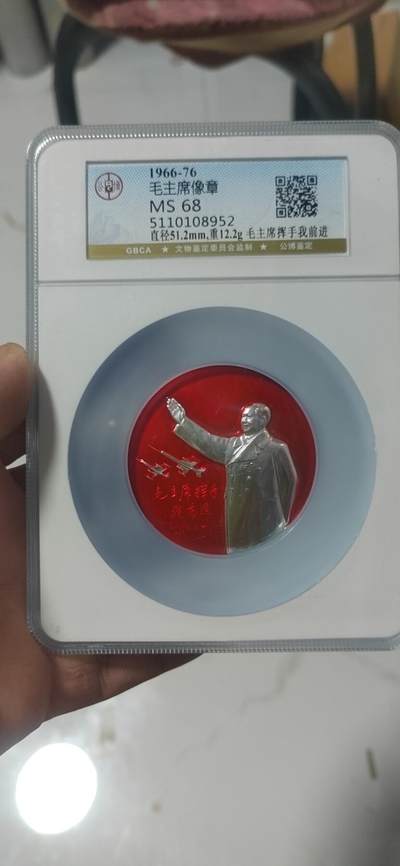 1966-76
毛主席像章
MS 68
5110108952
直径51.2mm,重12.2g 毛主席挥手我前进
GBCA ★ 文物鉴定委员会监制 ★ 公博鉴定
毛主席挥手
我前进